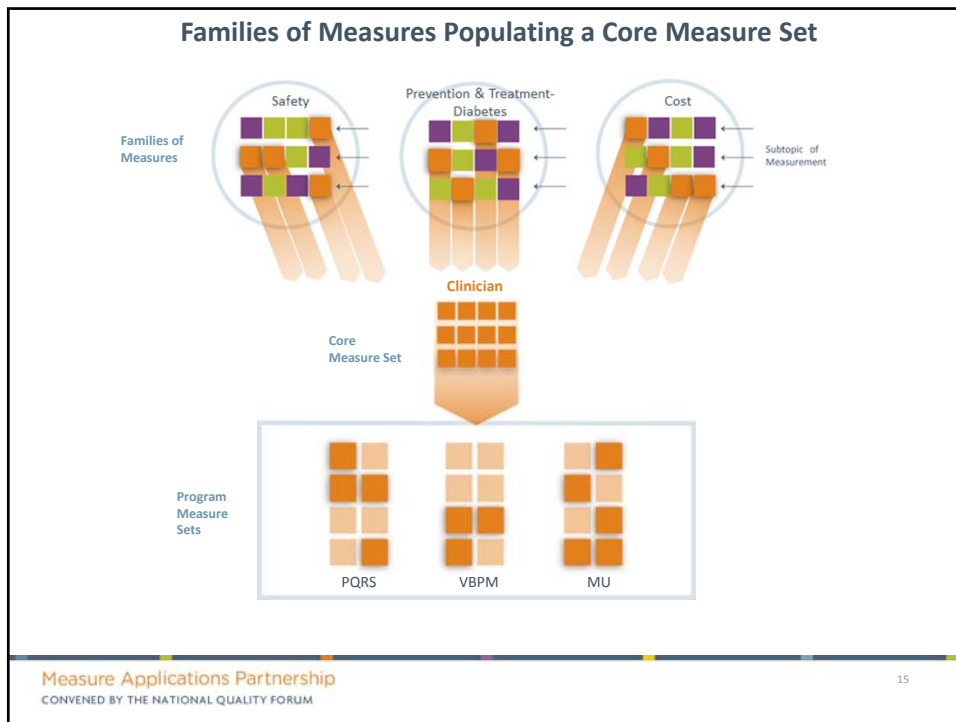 Families of Measures Populating a Core Measure Set
Safety
Prevention & Treatment-
Diabetes
Cost
Families of
Measures
Subtopic of
Measurement
Clinician
Core
Measure Set
Program
Measure
Sets
PQRS
VBPM
MU
Measure Applications Partnership
CONVENED BY THE NATIONAL QUALITY FORUM
15